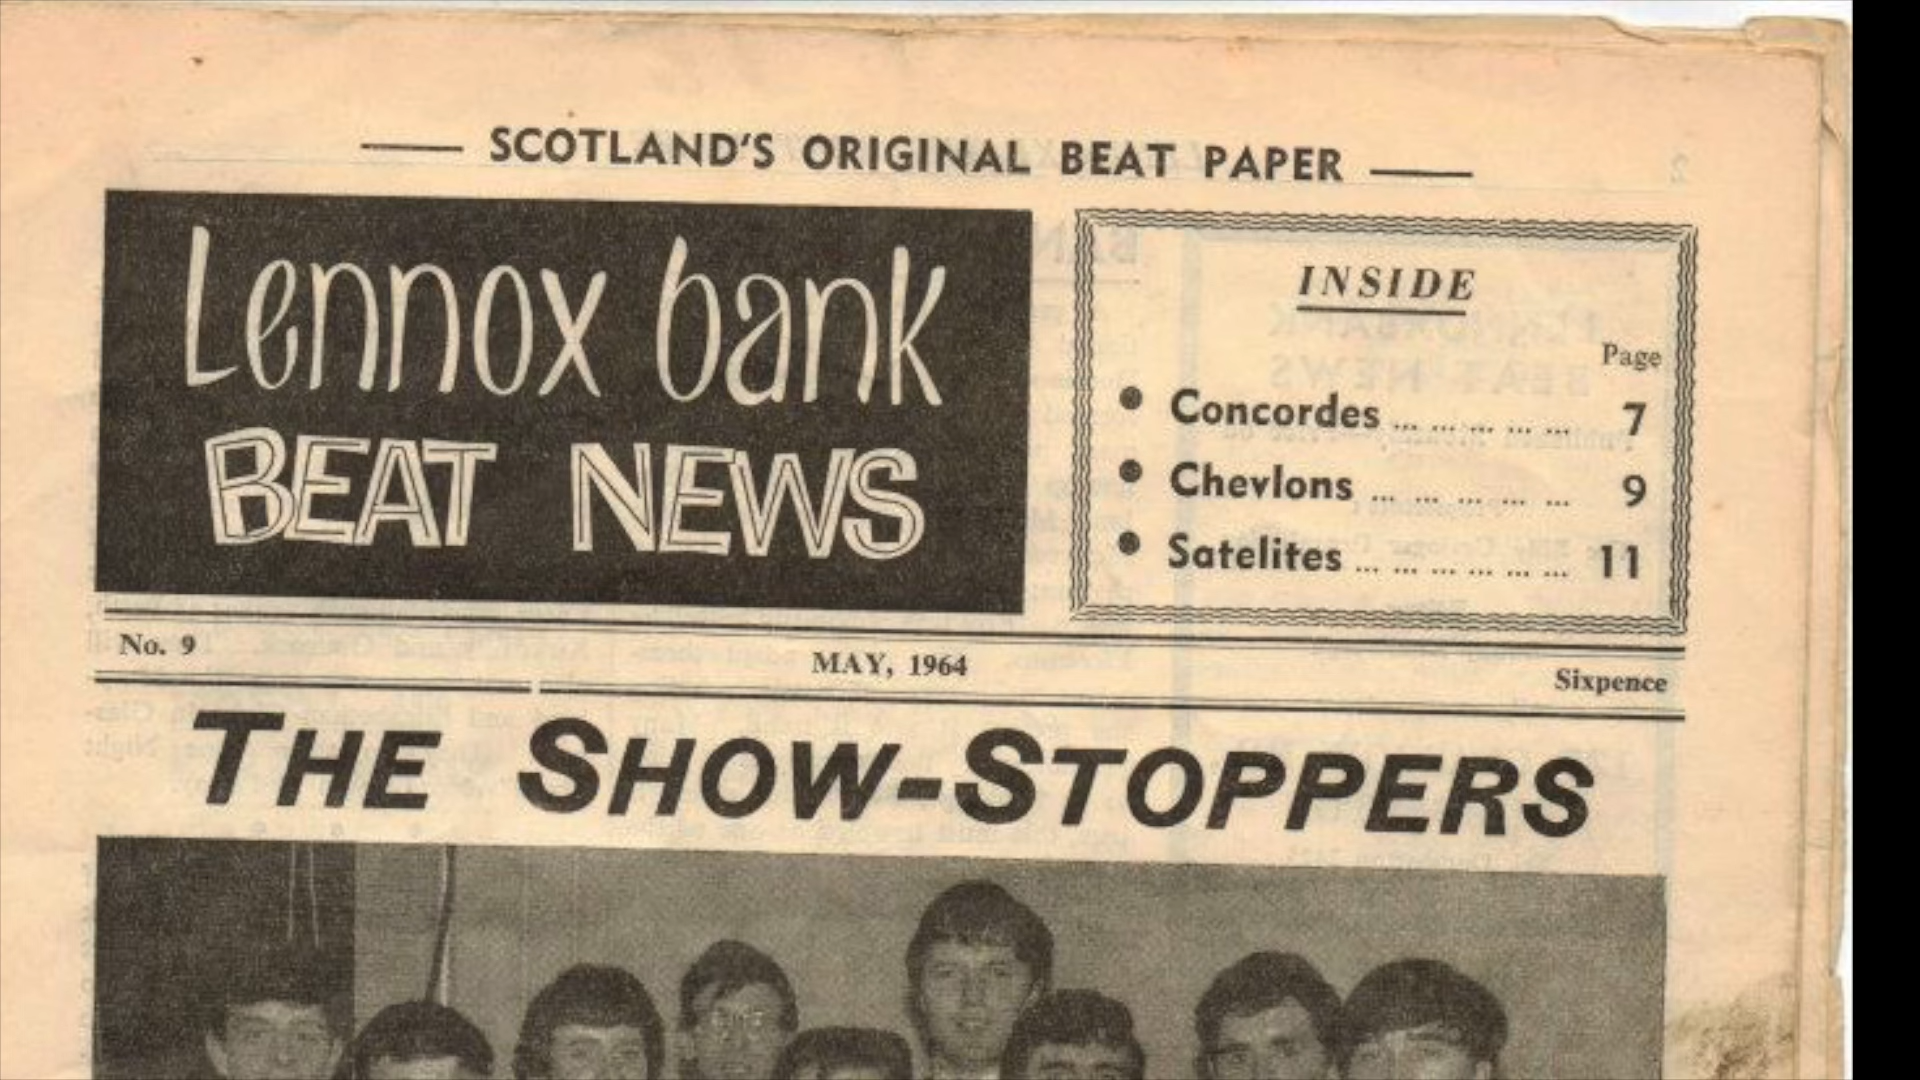 SCOTLAND'S ORIGINAL BEAT PAPER
Lennox bank
BEAT NEWS
INSIDE
Page
Concordes ... ... ... ... ... 7
Chevlons ... ... ... ... ... 9
Satelites ... ... ... ... ... ... 11
No. 9
MAY, 1964
Sixpence
THE SHOW-STOPPERS